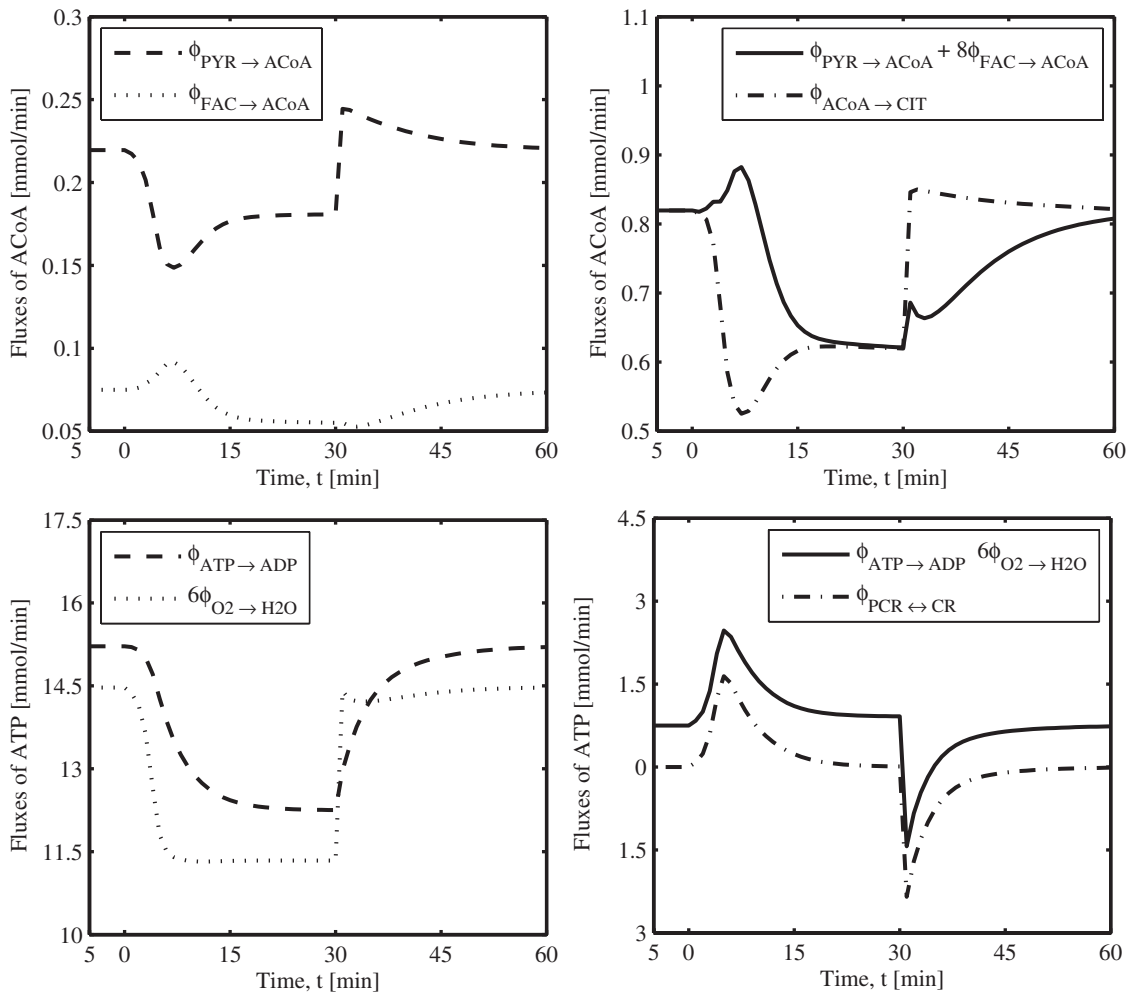 0.3
0.25
0.2
0.15
0.1
0.05
5 0 15 30 45 60
Fluxes of ACoA [mmol/min]
Time, t [min]
ϕPYR → ACoA
ϕFAC → ACoA
1.1
1
0.9
0.8
0.7
0.6
0.5
5 0 15 30 45 60
Fluxes of ACoA [mmol/min]
Time, t [min]
ϕPYR → ACoA + 8ϕFAC → ACoA
ϕACoA → CIT
17.5
16
14.5
13
11.5
10
5 0 15 30 45 60
Fluxes of ATP [mmol/min]
Time, t [min]
ϕATP → ADP
6ϕO2 → H2O
4.5
3
1.5
0
1.5
3
5 0 15 30 45 60
Fluxes of ATP [mmol/min]
Time, t [min]
ϕATP → ADP 6ϕO2 → H2O
ϕPCR ↔ CR